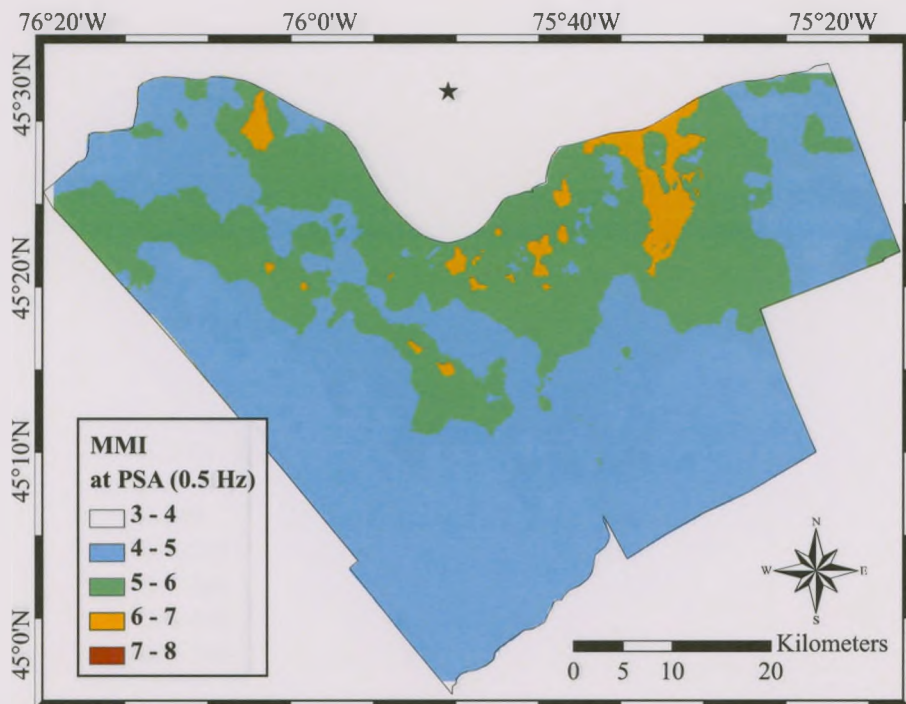 76°20'W 76°0'W 75°40'W 75°20'W
45°30'N
45°20'N
45°10'N
45°0'N
MMI
at PSA (0.5 Hz)
3 - 4
4 - 5
5 - 6
6 - 7
7 - 8
N
W E
S
Kilometers
0 5 10 20